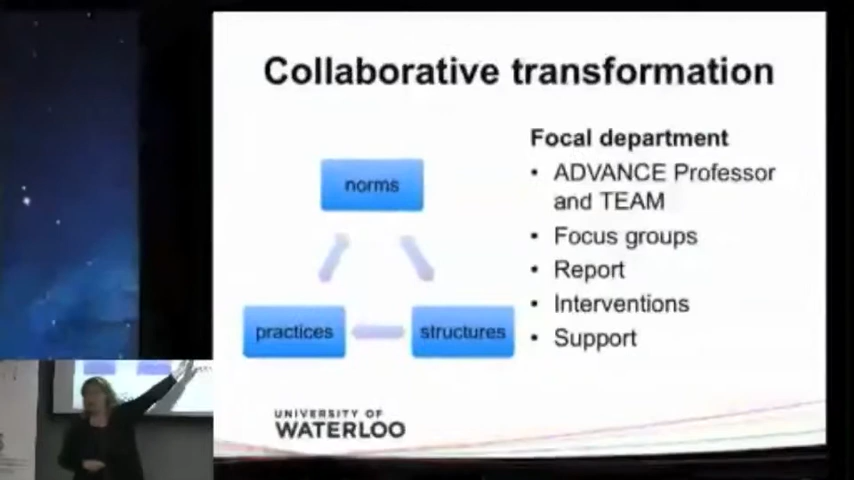 Collaborative transformation
norms
practices
structures
Focal department
• ADVANCE Professor
and TEAM
• Focus groups
• Report
• Interventions
• Support
UNIVERSITY OF
WATERLOO